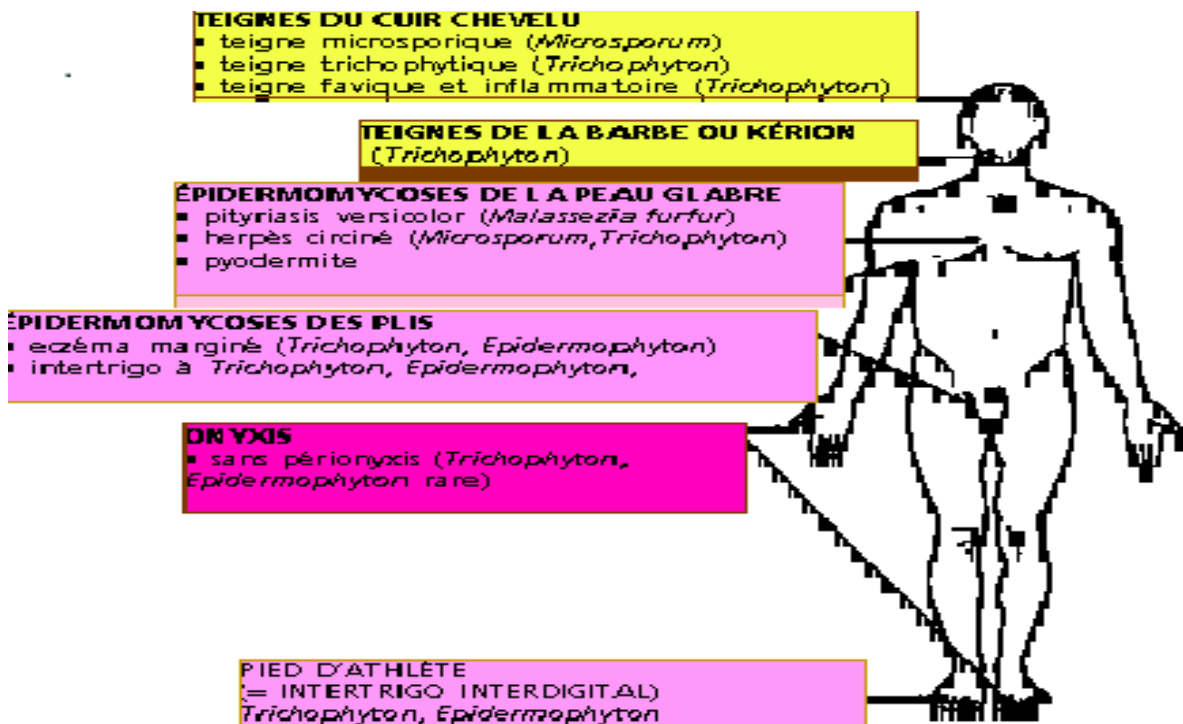 TEIGNES DU CUIR CHEVELU
▪ teigne microsporique (Microsporum)
▪ teigne trichophytique (Trichophyton)
▪ teigne favique et inflammatoire (Trichophyton)
TEIGNES DE LA BARBE OU KÉRION
(Trichophyton)
ÉPIDERMOMYCOSES DE LA PEAU GLABRE
▪ pityriasis versicolor (Malassezia furfur)
▪ herpès circiné (Microsporum,Trichophyton)
▪ pyodermite
ÉPIDERMOMYCOSES DES PLIS
▪ eczéma marginé (Trichophyton, Epidermophyton)
▪ intertrigo à Trichophyton, Epidermophyton,
ONYXIS
▪ sans périonyxis (Trichophyton,
Epidermophyton rare)
PIED D'ATHLÈTE
(= INTERTRIGO INTERDIGITAL)
Trichophyton, Epidermophyton